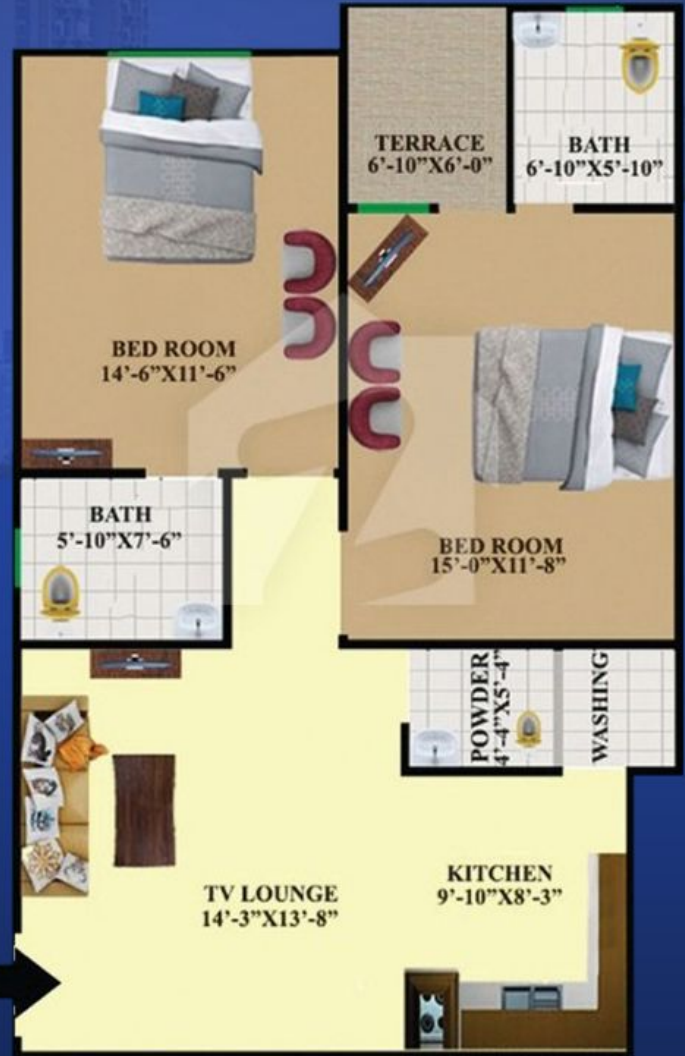 TERRACE
6’-10”X6’-0”
BATH
6’-10”X5’-10”
BED ROOM
14’-6”X11’-6”
BATH
5’-10”X7’-6”
BED ROOM
15’-0”X11’-8”
POWDER
4’-4”X5’-4”
WASHING
TV LOUNGE
14’-3”X13’-8”
KITCHEN
9’-10”X8’-3”